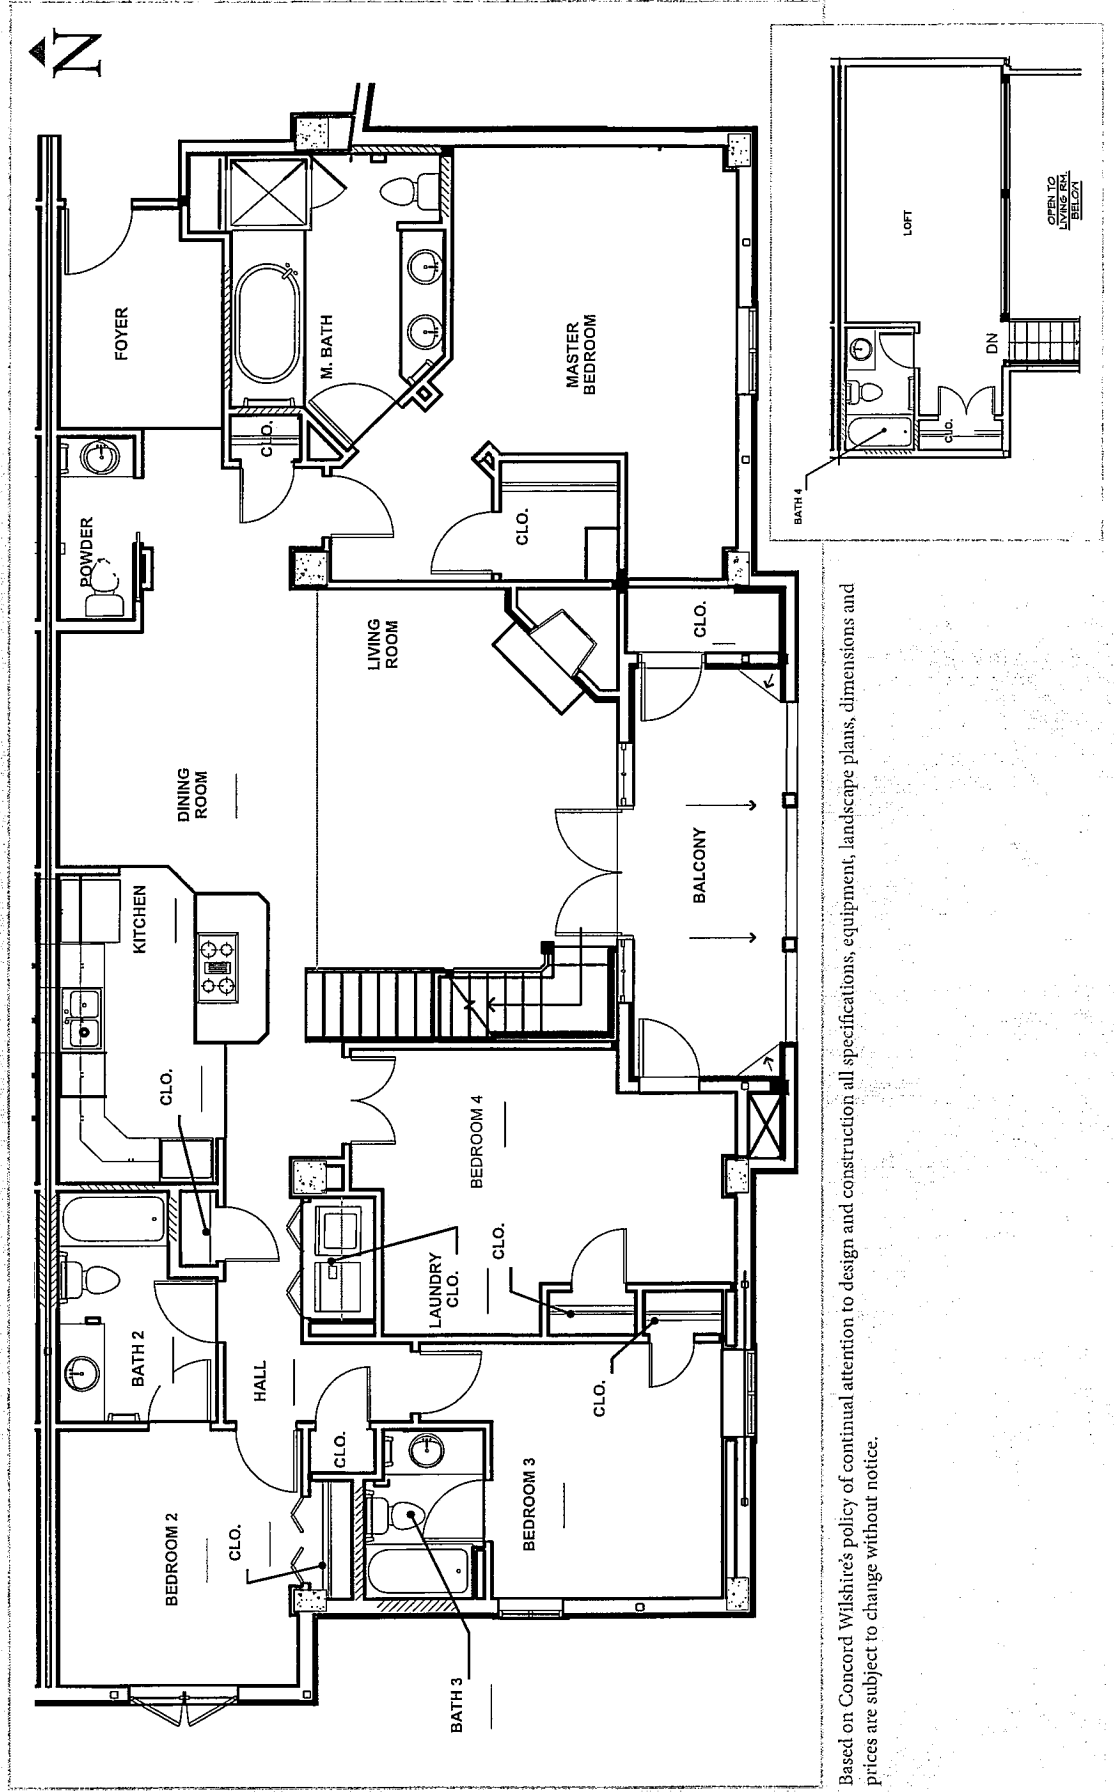 N
FOYER
POWDER
KITCHEN
DINING
ROOM
CLO.
BATH 2
HALL
BEDROOM 2
CLO.
CLO.
M. BATH
CLO.
LIVING
ROOM
LAUNDRY
CLO.
BEDROOM 4
CLO.
BATH 3
BEDROOM 3
CLO.
CLO.
MASTER
BEDROOM
CLO.
BALCONY
BATH 4
CLO.
LOFT
DN
OPEN TO
LIVING RM.
BELOW
Based on Concord Wilshire's policy of continual attention to design and construction all specifications, equipment, landscape plans, dimensions and
prices are subject to change without notice.